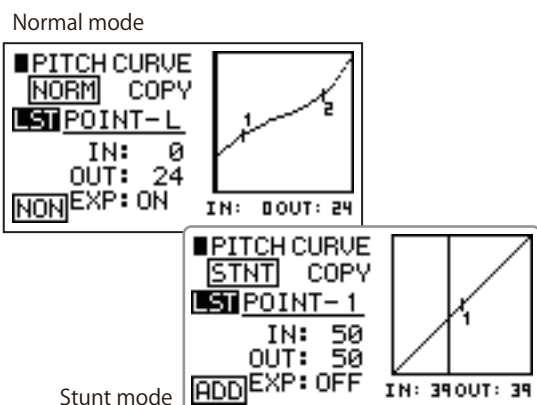 Normal mode
PITCH CURVE
NORM COPY
LST POINT-L
IN: 0
OUT: 24
NON EXP: ON
1
2
IN: 0 OUT: 24
PITCH CURVE
STNT COPY
LST POINT-1
IN: 50
OUT: 50
ADD EXP: OFF
1
IN: 39 OUT: 39
Stunt mode